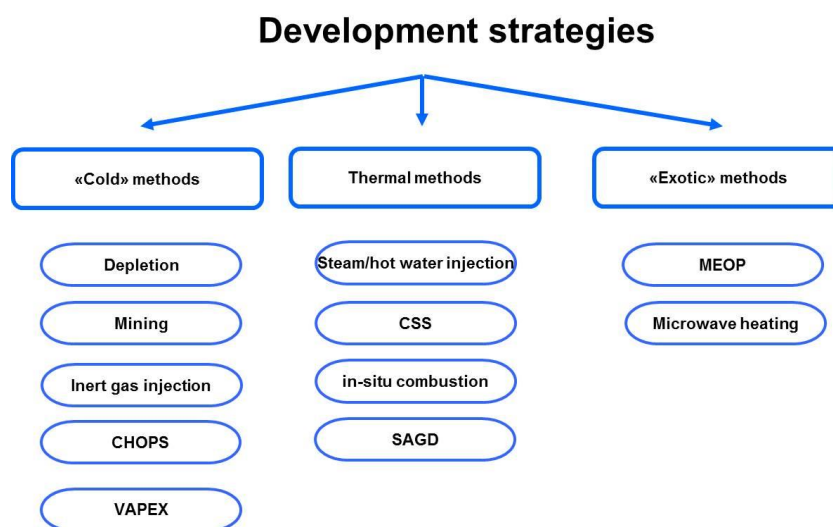 Development strategies
«Cold» methods
Thermal methods
«Exotic» methods
Depletion
Mining
Inert gas injection
CHOPS
VAPEX
Steam/hot water injection
CSS
in-situ combustion
SAGD
MEOP
Microwave heating